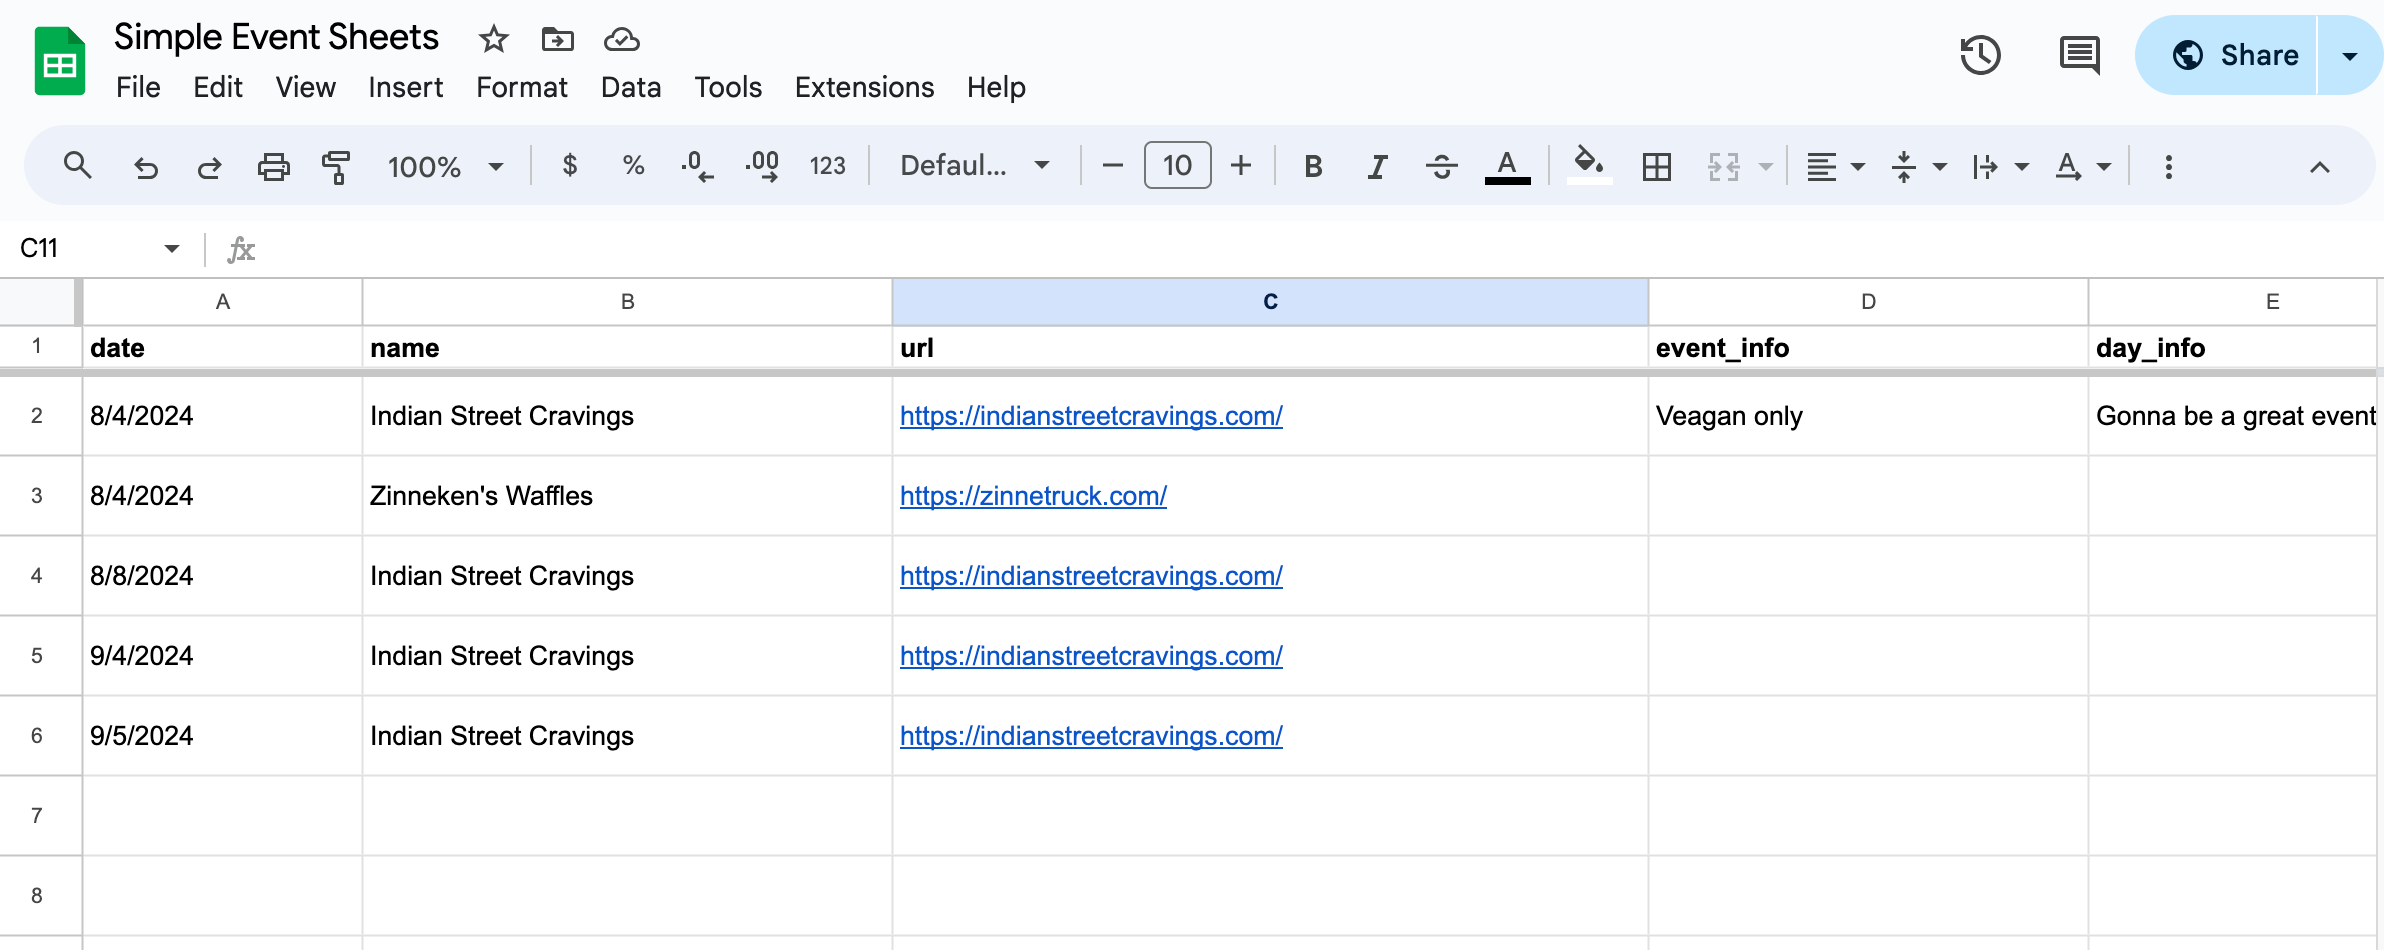 Simple Event Sheets
File Edit View Insert Format Data Tools Extensions Help
Share
100% $ % .0 .00 123 Defaul... 10 B I S A A
C11 fx
A B C D E
1 date name url event_info day_info
2 8/4/2024 Indian Street Cravings https://indianstreetcravings.com/ Veagan only Gonna be a great event
3 8/4/2024 Zinneken's Waffles https://zinnetruck.com/
4 8/8/2024 Indian Street Cravings https://indianstreetcravings.com/
5 9/4/2024 Indian Street Cravings https://indianstreetcravings.com/
6 9/5/2024 Indian Street Cravings https://indianstreetcravings.com/
7
8